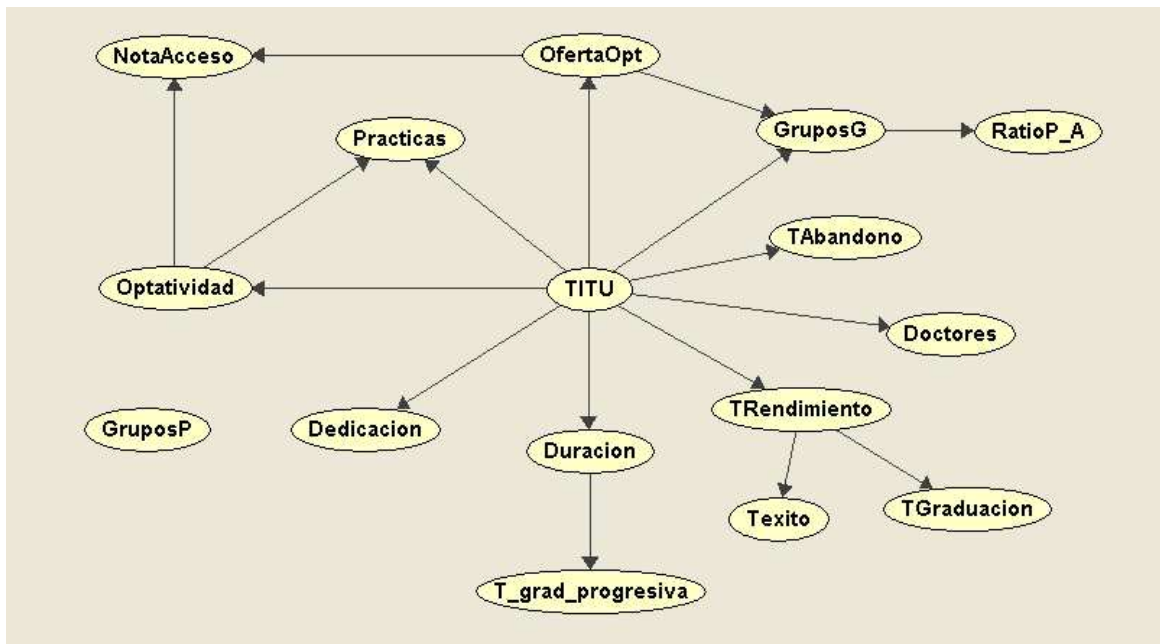 NotaAcceso
OfertaOpt
Practicas
GruposG
RatioP_A
TAbandono
Optatividad
TITU
Doctores
TRendimiento
GruposP
Dedicacion
Duracion
Texito
TGraduacion
T_grad_progresiva